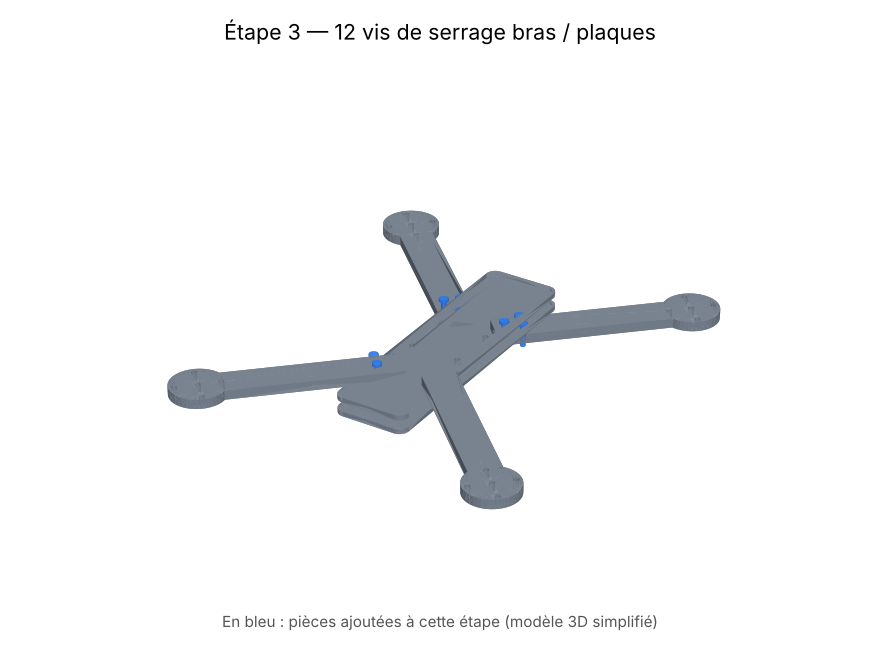 Étape 3 — 12 vis de serrage bras / plaques
En bleu : pièces ajoutées à cette étape (modèle 3D simplifié)